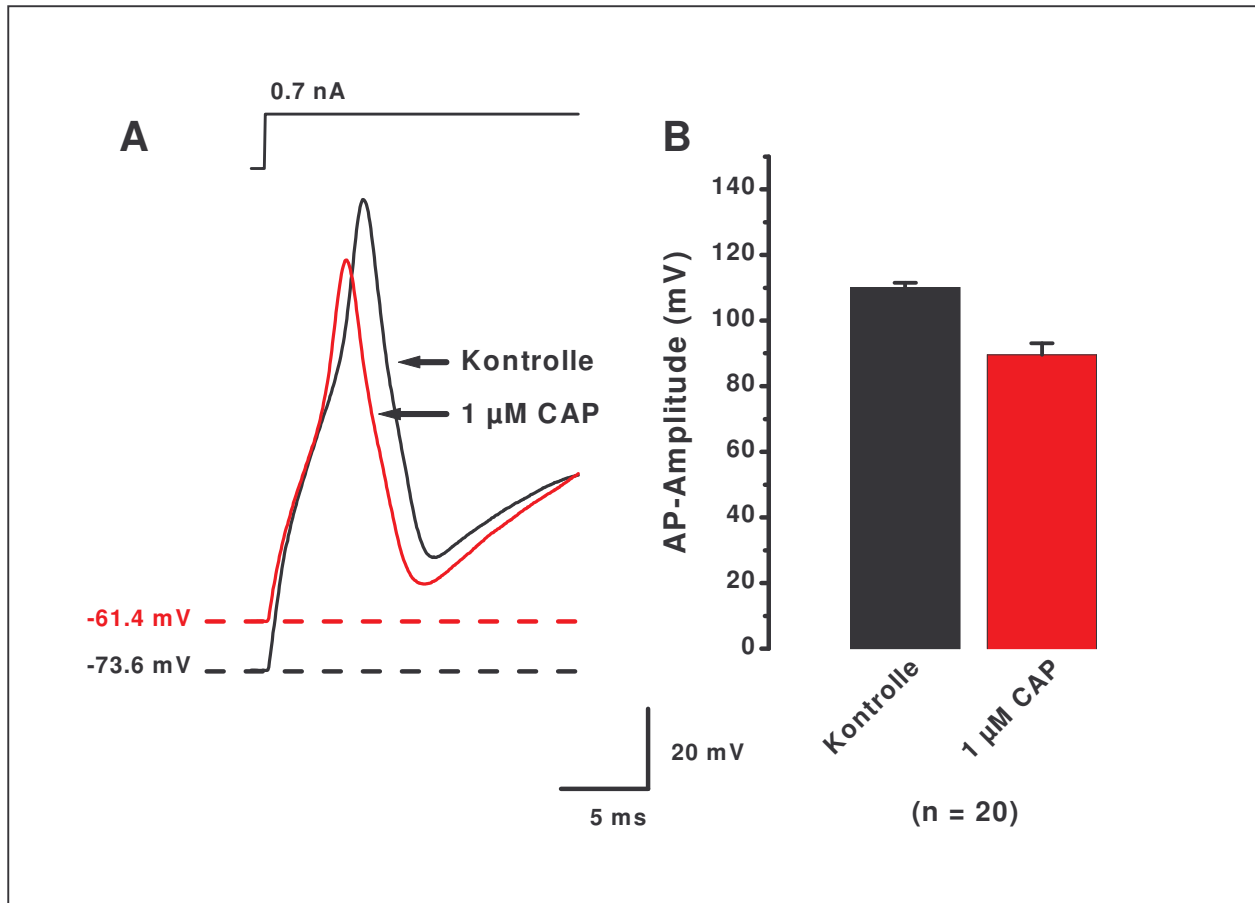 0.7 nA
A
Kontrolle
1 µM CAP
-61.4 mV
-73.6 mV
20 mV
5 ms
B
AP-Amplitude (mV)
140
120
100
80
60
40
20
0
Kontrolle
1 µM CAP
(n = 20)